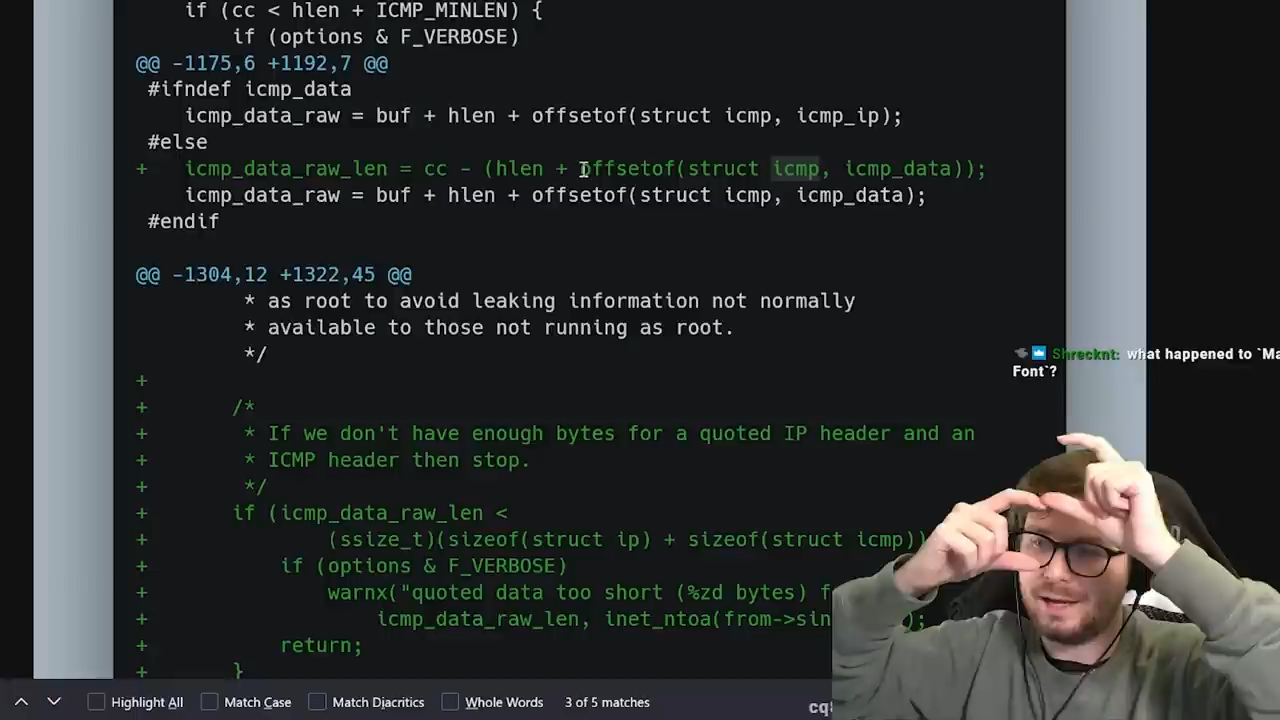 if (cc < hlen + ICMP_MINLEN) {
if (options & F_VERBOSE)
@@ -1175,6 +1192,7 @@
#ifndef icmp_data
icmp_data_raw = buf + hlen + offsetof(struct icmp, icmp_ip);
#else
+ icmp_data_raw_len = cc - (hlen + offsetof(struct icmp, icmp_data));
icmp_data_raw = buf + hlen + offsetof(struct icmp, icmp_data);
#endif
@@ -1304,12 +1322,45 @@
* as root to avoid leaking information not normally
* available to those not running as root.
*/
+
+ /*
+ * If we don't have enough bytes for a quoted IP header and an
+ * ICMP header then stop.
+ */
+ if (icmp_data_raw_len <
+ (ssize_t)(sizeof(struct ip) + sizeof(struct icmp))
+ if (options & F_VERBOSE)
+ warnx("quoted data too short (%zd bytes) f
+ icmp_data_raw_len, inet_ntoa(from->sin
+ return;
+ }
Shrecknt: what happened to `Ma
Font`?
Highlight All Match Case Match Diacritics Whole Words 3 of 5 matches